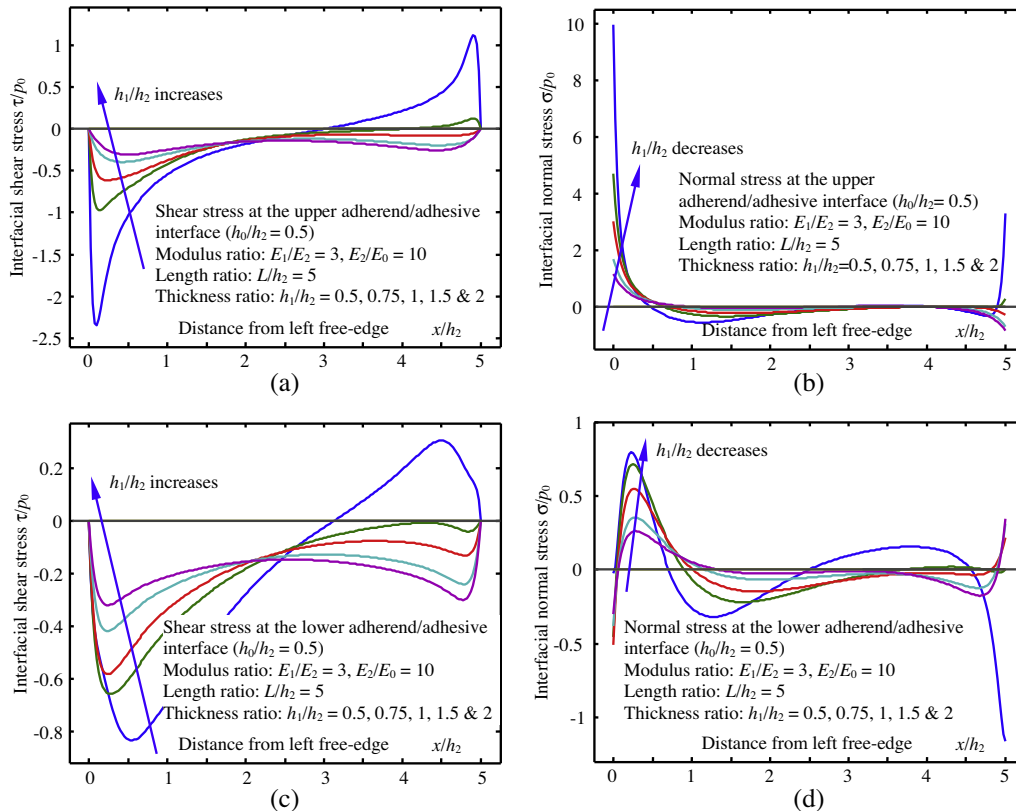 1
0.5
0
-0.5
-1
-1.5
-2
-2.5
Interfacial shear stress τ/p0
h1/h2 increases
Shear stress at the upper adherend/adhesive
interface (h0/h2 = 0.5)
Modulus ratio: E1/E2 = 3, E2/E0 = 10
Length ratio: L/h2 = 5
Thickness ratio: h1/h2 = 0.5, 0.75, 1, 1.5 & 2
Distance from left free-edge x/h2
0 1 2 3 4 5
(a)
10
8
6
4
2
0
Interfacial normal stress σ/p0
h1/h2 decreases
Normal stress at the upper
adherend/adhesive interface (h0/h2= 0.5)
Modulus ratio: E1/E2 = 3, E2/E0 = 10
Length ratio: L/h2 = 5
Thickness ratio: h1/h2=0.5, 0.75, 1, 1.5 & 2
Distance from left free-edge x/h2
0 1 2 3 4 5
(b)
0.2
0
-0.2
-0.4
-0.6
-0.8
Interfacial shear stress τ/p0
h1/h2 increases
Shear stress at the lower adherend/adhesive
interface (h0/h2 = 0.5)
Modulus ratio: E1/E2 = 3, E2/E0 = 10
Length ratio: L/h2 = 5
Thickness ratio: h1/h2 = 0.5, 0.75, 1, 1.5 & 2
Distance from left free-edge x/h2
0 1 2 3 4 5
(c)
1
0.5
0
-0.5
-1
Interfacial normal stress σ/p0
h1/h2 decreases
Normal stress at the lower adherend/adhesive
interface (h0/h2 = 0.5)
Modulus ratio: E1/E2 = 3, E2/E0 = 10
Length ratio: L/h2 = 5
Thickness ratio: h1/h2 = 0.5, 0.75, 1, 1.5 & 2
Distance from left free-edge x/h2
0 1 2 3 4 5
(d)